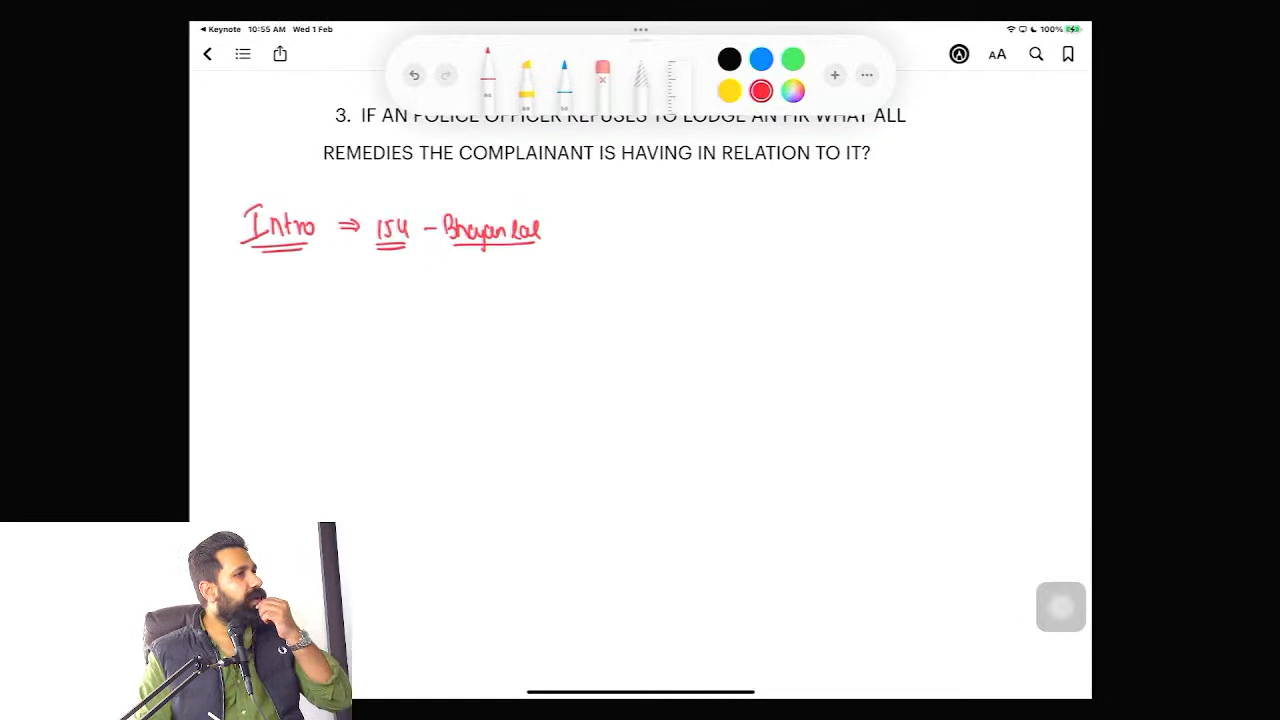 Keynote 10:55 AM Wed 1 Feb 100%
AA
3. IF AN POLICE OFFICER REFUSES TO LODGE AN FIR WHAT ALL
REMEDIES THE COMPLAINANT IS HAVING IN RELATION TO IT?
Intro ⇒ 154 - Bhajan Lal